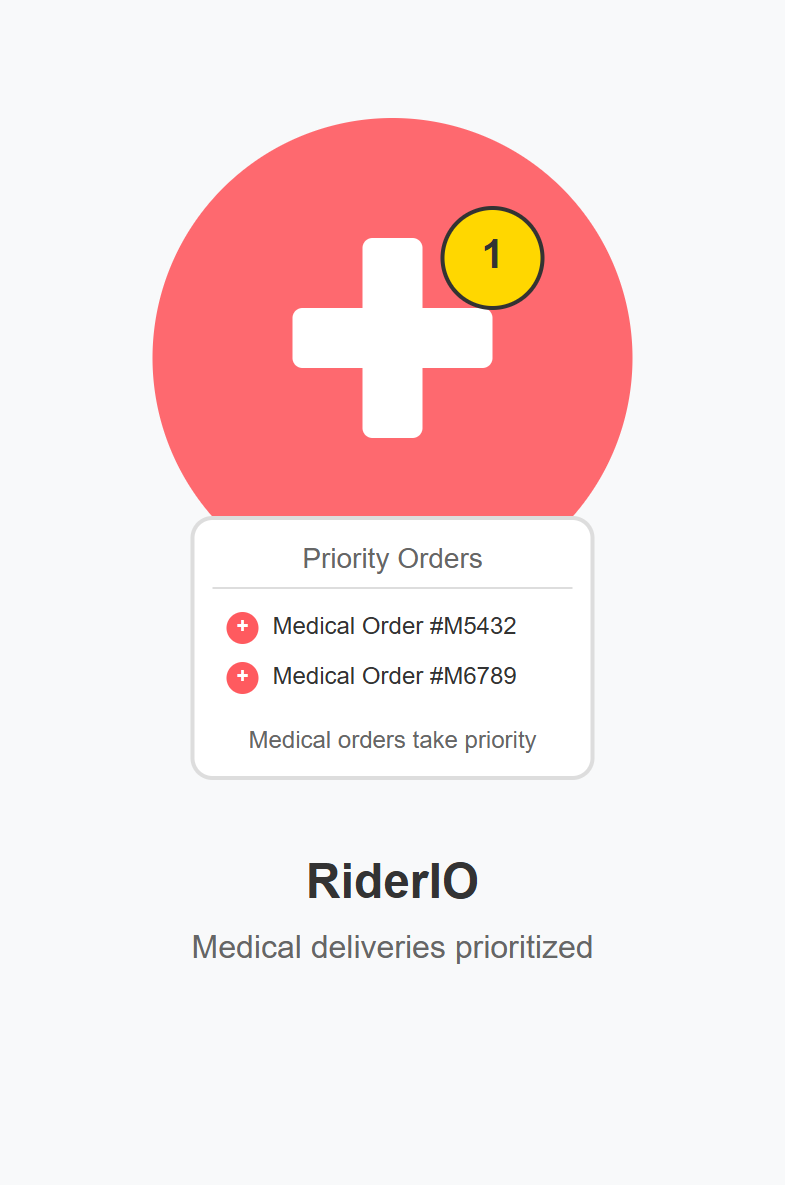 1
Priority Orders
+ Medical Order #M5432
+ Medical Order #M6789
Medical orders take priority
RiderIO
Medical deliveries prioritized